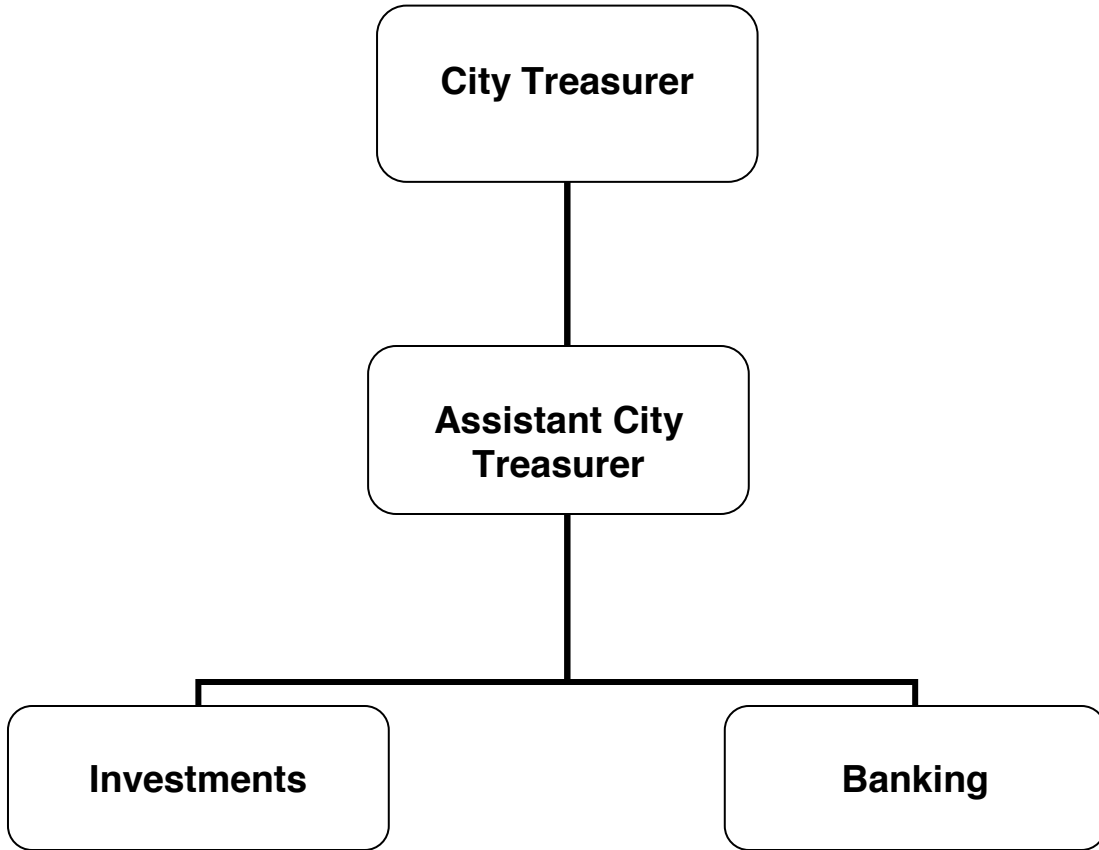 City Treasurer
Assistant City
Treasurer
Investments
Banking